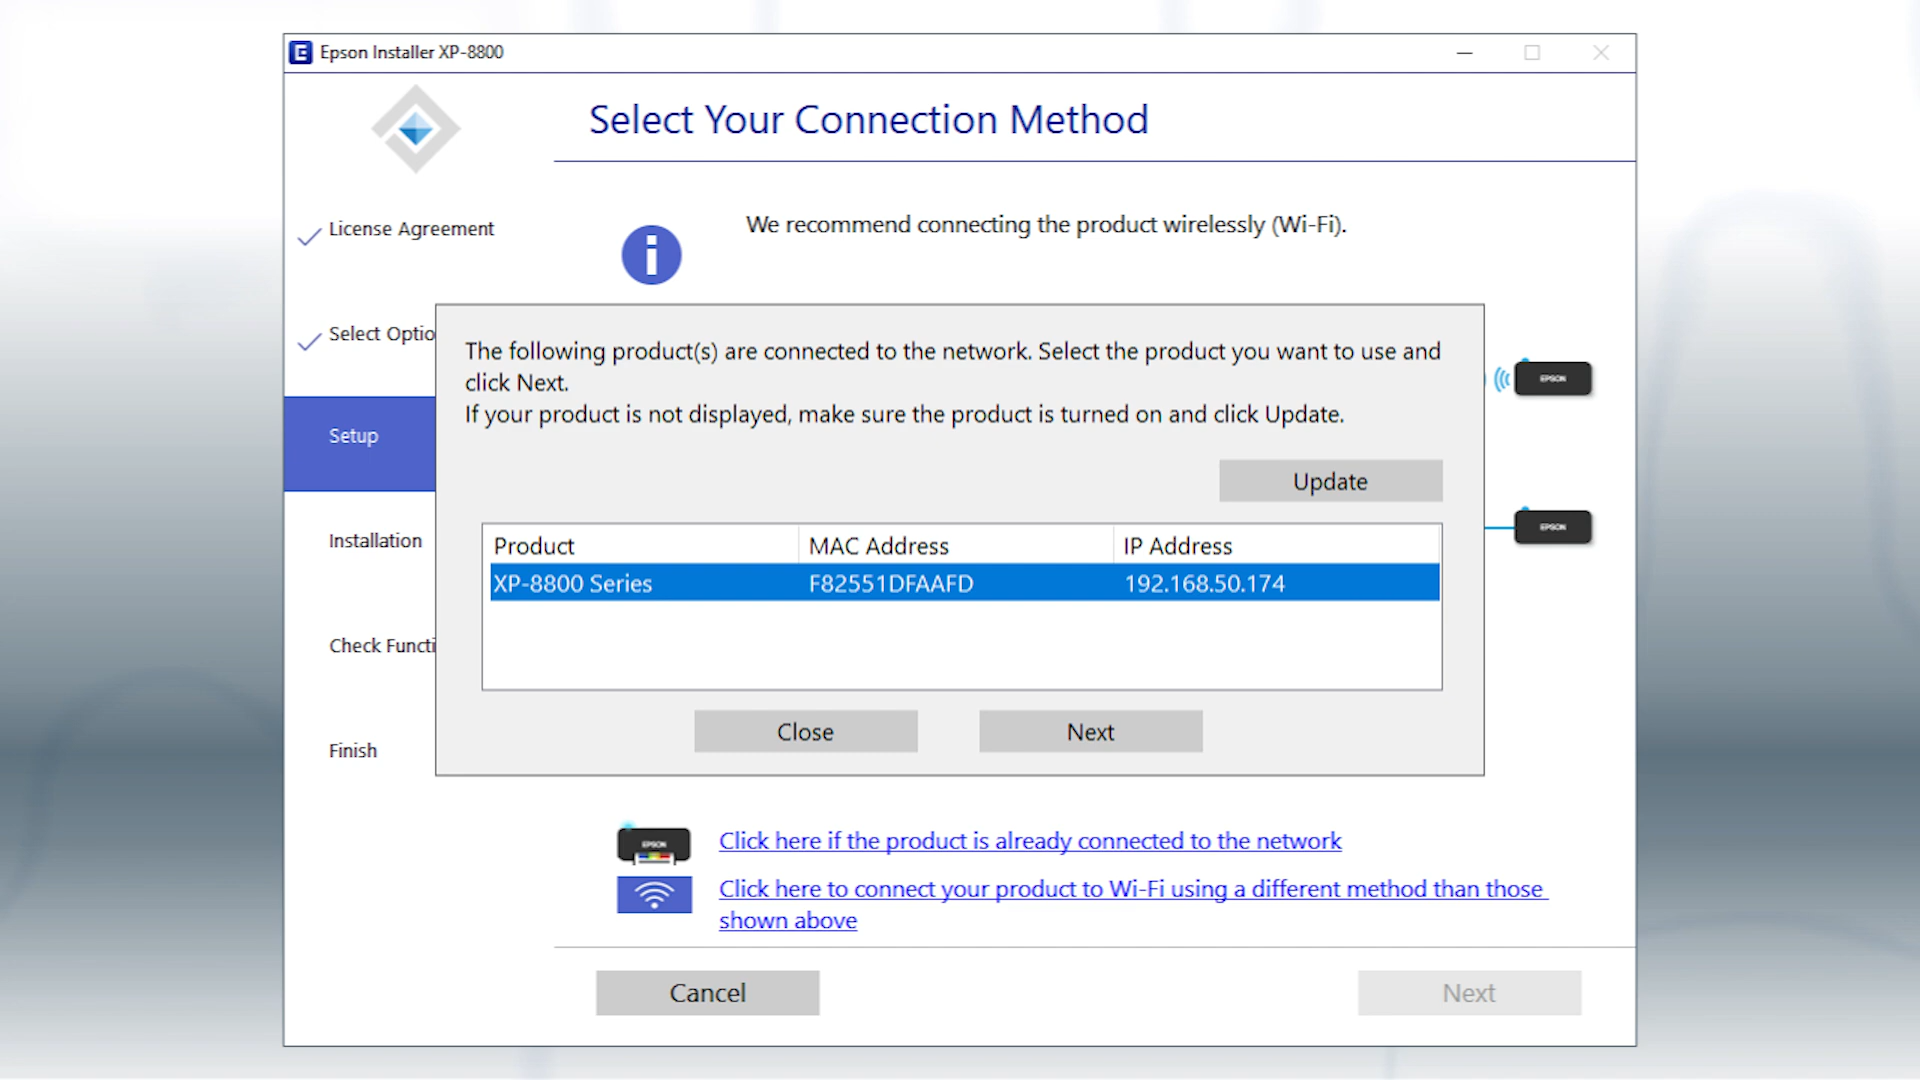 Epson Installer XP-8800
Select Your Connection Method
License Agreement
We recommend connecting the product wirelessly (Wi-Fi).
Select Optio
The following product(s) are connected to the network. Select the product you want to use and
click Next.
If your product is not displayed, make sure the product is turned on and click Update.
EPSON
Setup
Update
EPSON
Installation
Product MAC Address IP Address
XP-8800 Series F82551DFAAFD 192.168.50.174
Check Functi
Close Next
Finish
EPSON
Click here if the product is already connected to the network
Click here to connect your product to Wi-Fi using a different method than those
shown above
Cancel Next